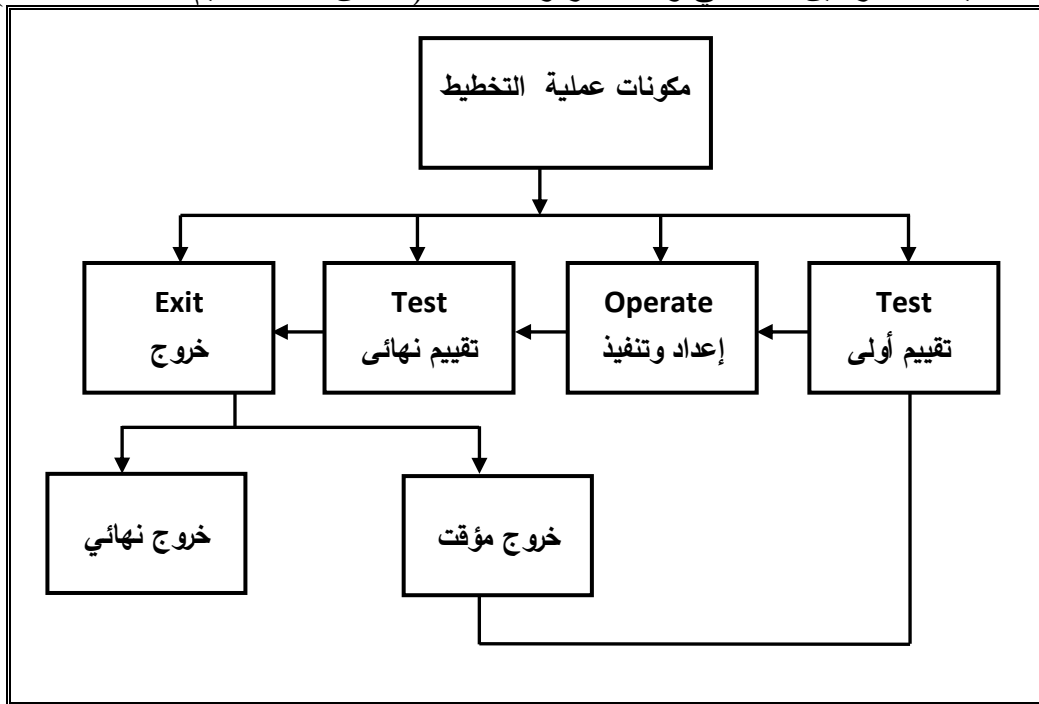 مكونات عملية التخطيط
Test
تقييم أولى
Operate
إعداد وتنفيذ
Test
تقييم نهائى
Exit
خروج
خروج مؤقت
خروج نهائي